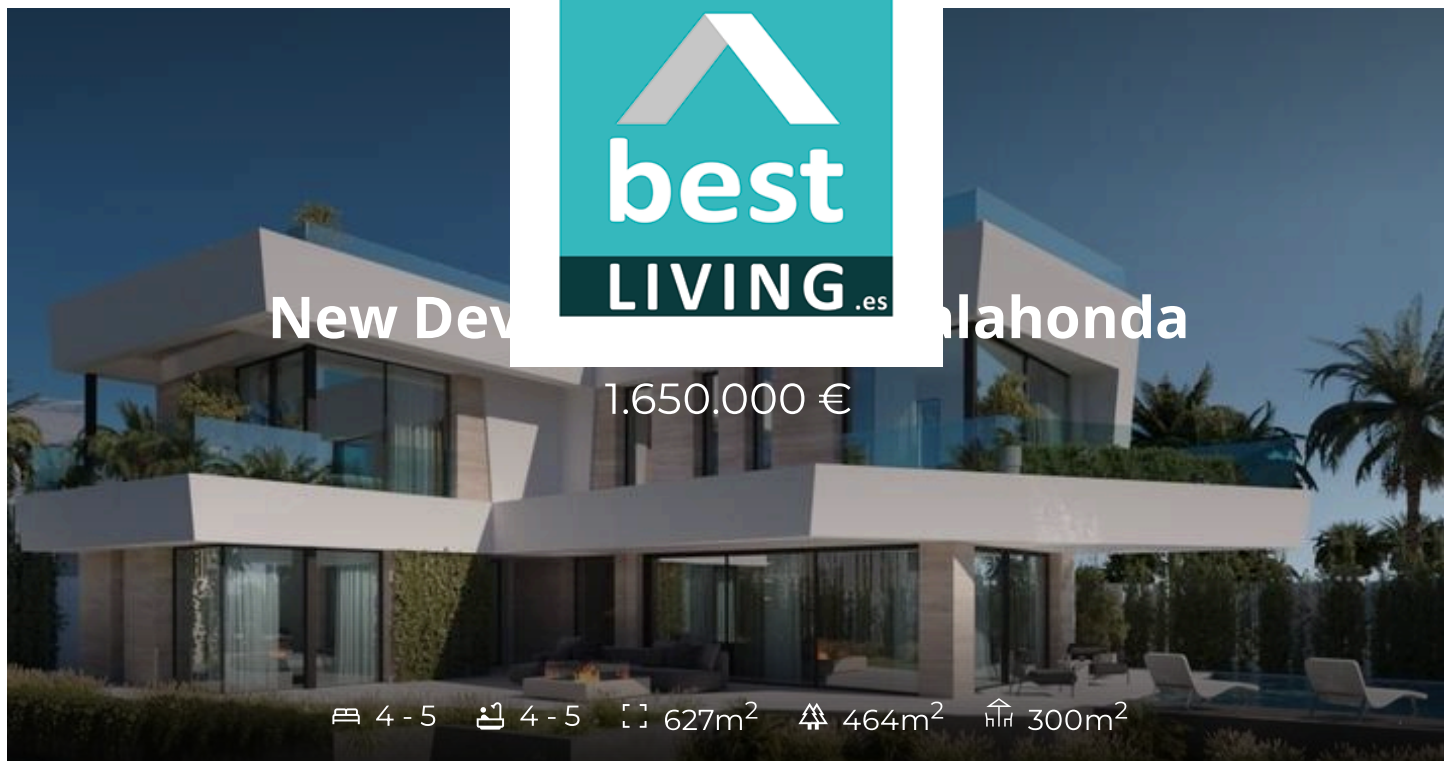 best
LIVING.es
New Dev
alahonda
1.650.000 €
4 - 5 4 - 5 627m² 464m² 300m²